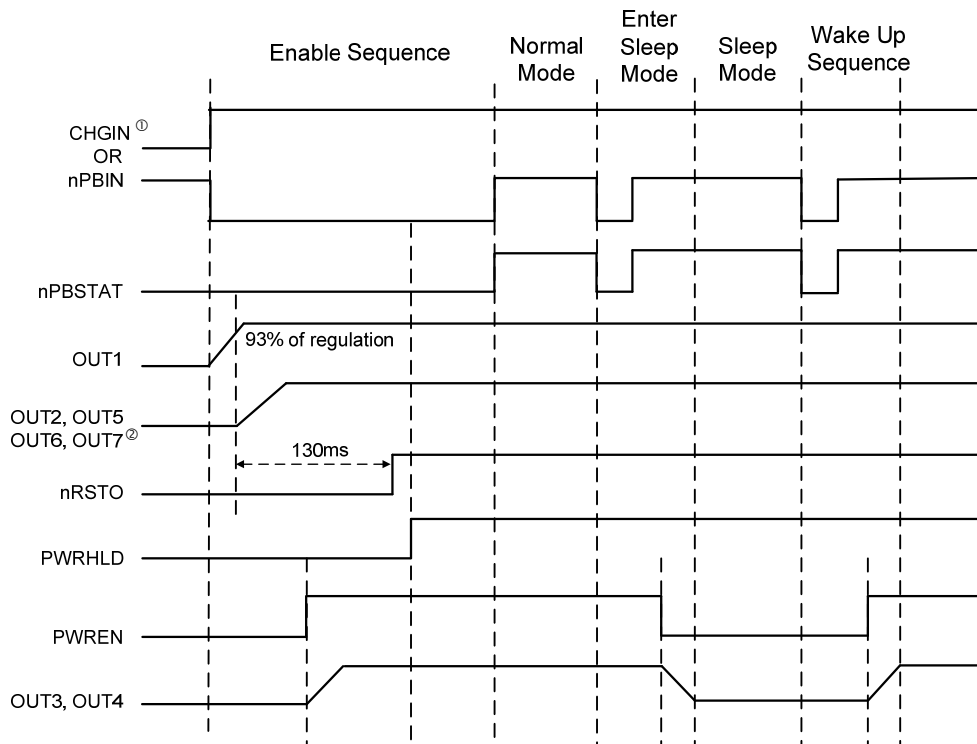 Enable Sequence
Normal
Mode
Enter
Sleep
Mode
Sleep
Mode
Wake Up
Sequence
CHGIN ①
OR
nPBIN
nPBSTAT
93% of regulation
OUT1
OUT2, OUT5
OUT6, OUT7②
130ms
nRSTO
PWRHLD
PWREN
OUT3, OUT4